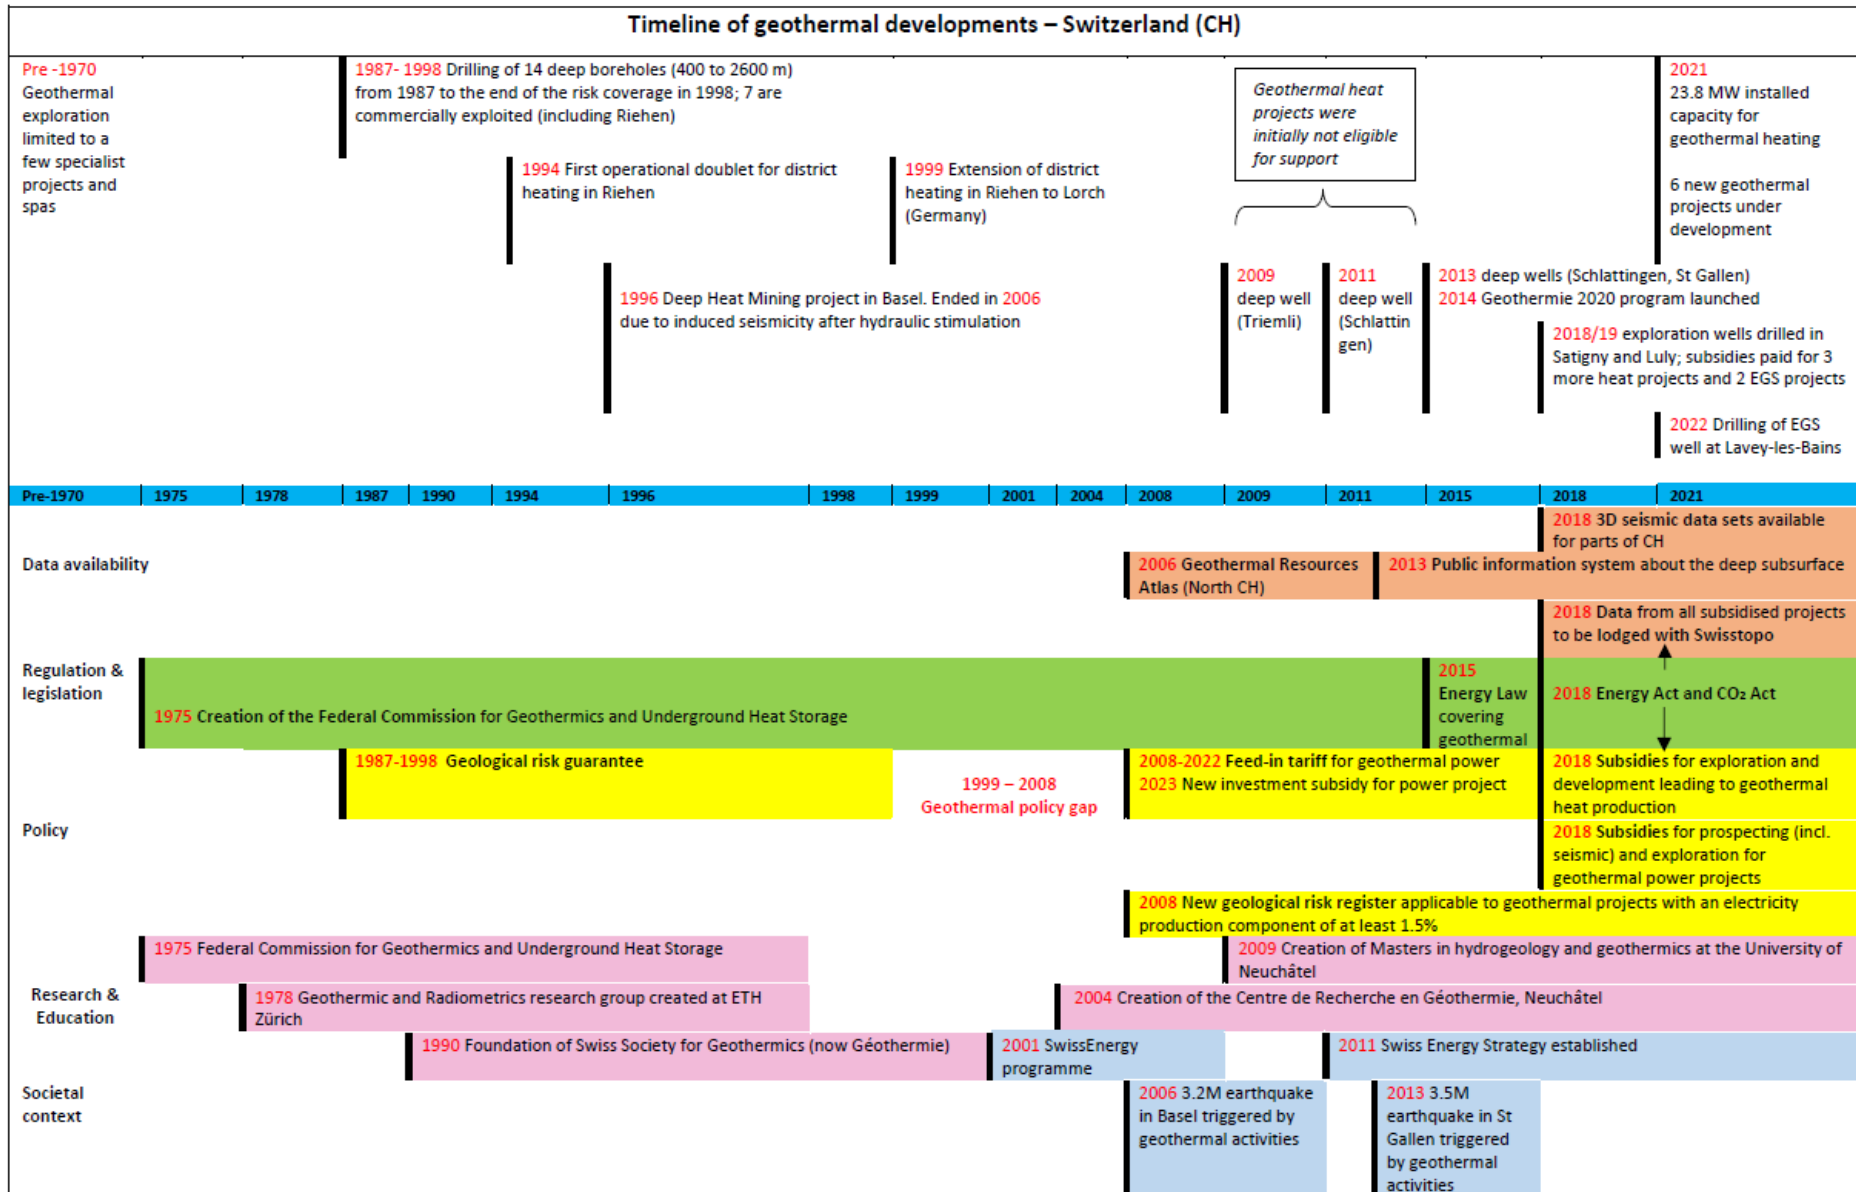 Timeline of geothermal developments – Switzerland (CH)
Pre -1970
Geothermal
exploration
limited to a
few specialist
projects and
spas
1987- 1998 Drilling of 14 deep boreholes (400 to 2600 m)
from 1987 to the end of the risk coverage in 1998; 7 are
commercially exploited (including Riehen)
1994 First operational doublet for district
heating in Riehen
1999 Extension of district
heating in Riehen to Lorch
(Germany)
Geothermal heat
projects were
initially not eligible
for support
2021
23.8 MW installed
capacity for
geothermal heating
6 new geothermal
projects under
development
1996 Deep Heat Mining project in Basel. Ended in 2006
due to induced seismicity after hydraulic stimulation
2009
deep well
(Triemli)
2011
deep well
(Schlattin
gen)
2013 deep wells (Schlattingen, St Gallen)
2014 Geothermie 2020 program launched
2018/19 exploration wells drilled in
Satigny and Luly; subsidies paid for 3
more heat projects and 2 EGS projects
2022 Drilling of EGS
well at Lavey-les-Bains
Pre-1970 1975 1978 1987 1990 1994 1996 1998 1999 2001 2004 2008 2009 2011 2015 2018 2021
Data availability
2018 3D seismic data sets available
for parts of CH
2006 Geothermal Resources
Atlas (North CH)
2013 Public information system about the deep subsurface
2018 Data from all subsidised projects
to be lodged with Swisstopo
Regulation &
legislation
1975 Creation of the Federal Commission for Geothermics and Underground Heat Storage
2015
Energy Law
covering
geothermal
2018 Energy Act and CO₂ Act
Policy
1987-1998 Geological risk guarantee
1999 – 2008
Geothermal policy gap
2008-2022 Feed-in tariff for geothermal power
2023 New investment subsidy for power project
2018 Subsidies for exploration and
development leading to geothermal
heat production
2018 Subsidies for prospecting (incl.
seismic) and exploration for
geothermal power projects
2008 New geological risk register applicable to geothermal projects with an electricity
production component of at least 1.5%
Research &
Education
1975 Federal Commission for Geothermics and Underground Heat Storage
2009 Creation of Masters in hydrogeology and geothermics at the University of
Neuchâtel
1978 Geothermic and Radiometrics research group created at ETH
Zürich
2004 Creation of the Centre de Recherche en Géothermie, Neuchâtel
1990 Foundation of Swiss Society for Geothermics (now Géothermie)
2001 SwissEnergy
programme
2011 Swiss Energy Strategy established
Societal
context
2006 3.2M earthquake
in Basel triggered by
geothermal activities
2013 3.5M
earthquake in St
Gallen triggered
by geothermal
activities